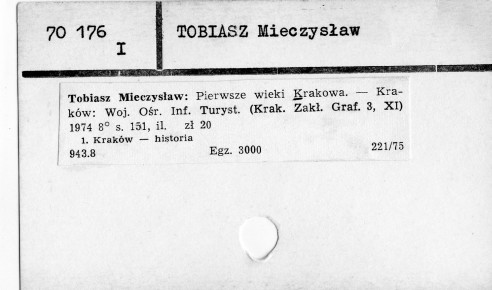 70 176
I
TOBIASZ Mieczysław
Tobiasz Mieczysław: Pierwsze wieki Krakowa. — Kra-
ków: Woj. Ośr. Inf. Turyst. (Krak. Zakł. Graf. 3, XI)
1974 8° s. 151, il. zł 20
1. Kraków — historia
943.8 Egz. 3000 221/75